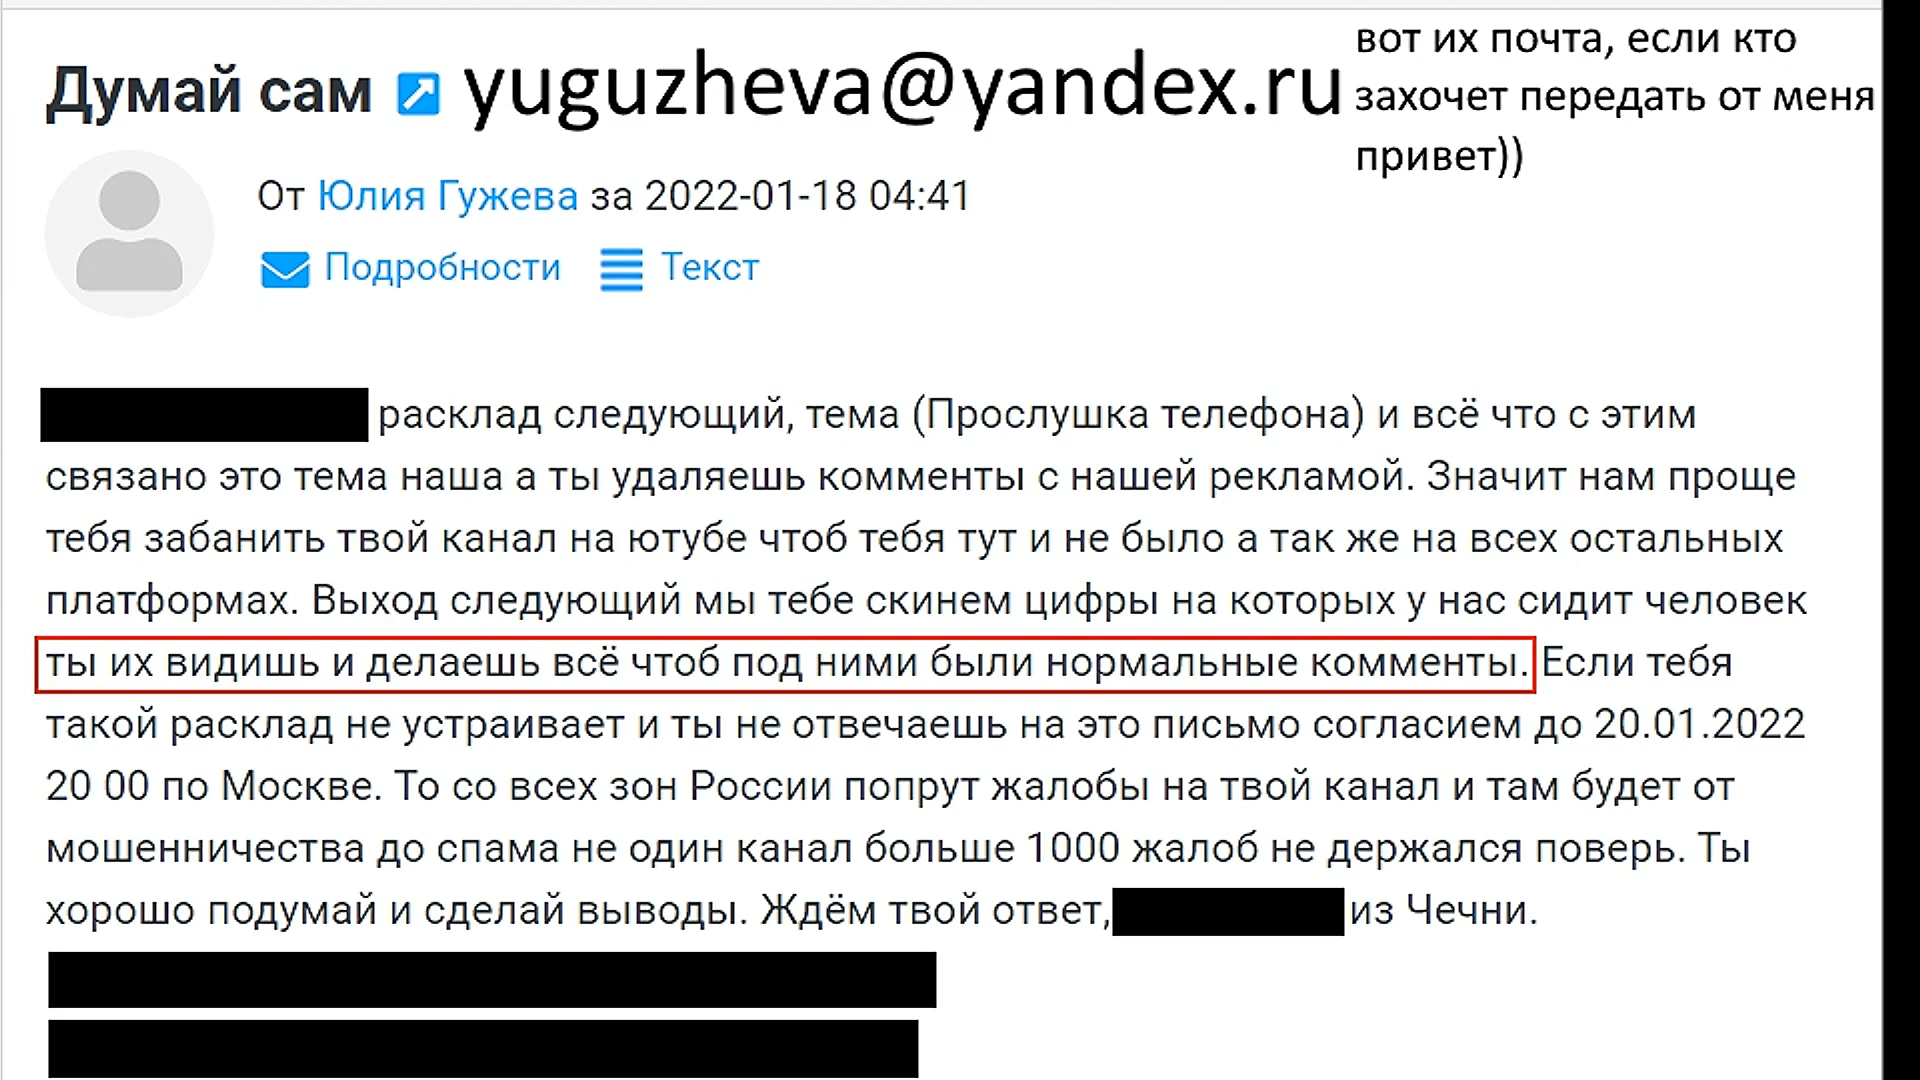 Думай сам
yuguzheva@yandex.ru
вот их почта, если кто
захочет передать от меня
привет))
От Юлия Гужева за 2022-01-18 04:41
Подробности Текст
расклад следующий, тема (Прослушка телефона) и всё что с этим
связано это тема наша а ты удаляешь комменты с нашей рекламой. Значит нам проще
тебя забанить твой канал на ютубе чтоб тебя тут и не было а так же на всех остальных
платформах. Выход следующий мы тебе скинем цифры на которых у нас сидит человек
ты их видишь и делаешь всё чтоб под ними были нормальные комменты. Если тебя
такой расклад не устраивает и ты не отвечаешь на это письмо согласием до 20.01.2022
20 00 по Москве. То со всех зон России попрут жалобы на твой канал и там будет от
мошенничества до спама не один канал больше 1000 жалоб не держался поверь. Ты
хорошо подумай и сделай выводы. Ждём твой ответ, из Чечни.